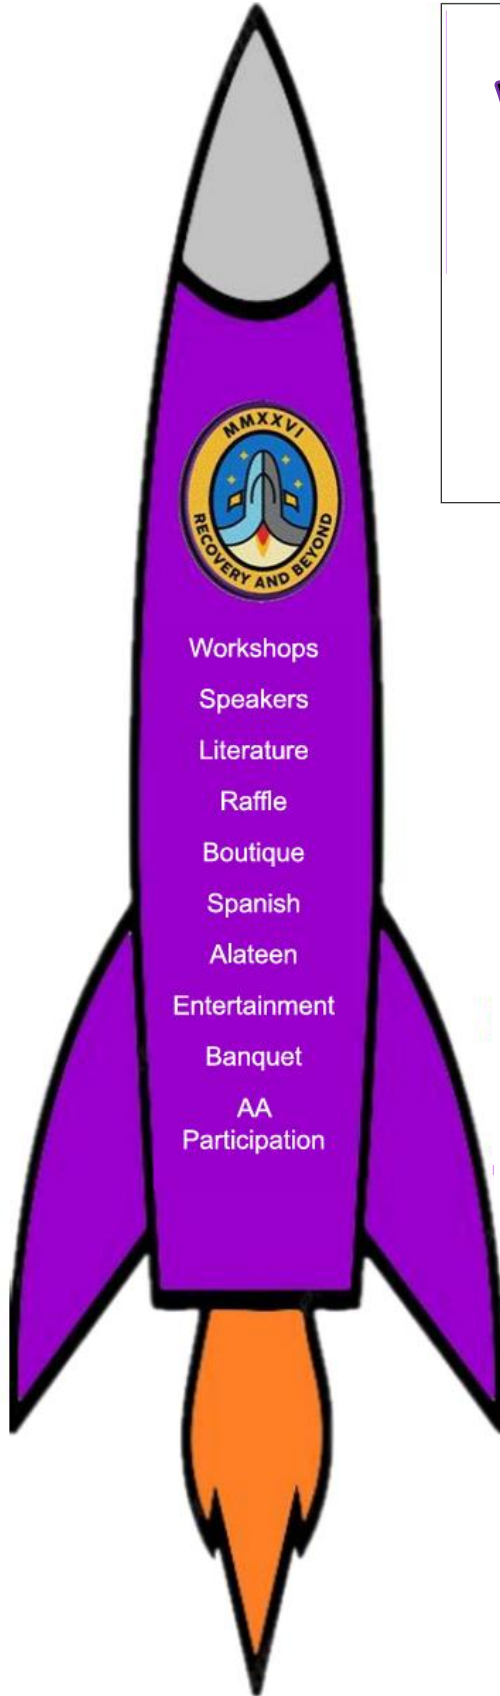 MMXXVI
RECOVERY AND BEYOND
Workshops
Speakers
Literature
Raffle
Boutique
Spanish
Alateen
Entertainment
Banquet
AA
Participation